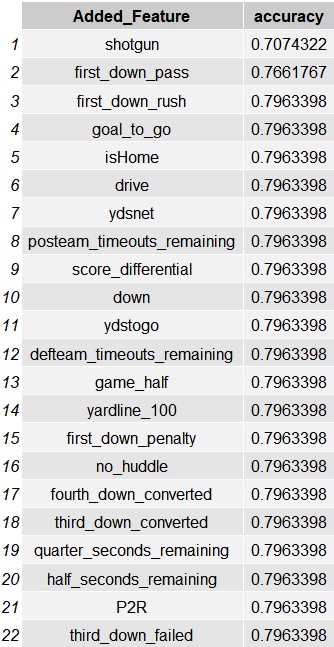 Added_Feature accuracy
1 shotgun 0.7074322
2 first_down_pass 0.7661767
3 first_down_rush 0.7963398
4 goal_to_go 0.7963398
5 isHome 0.7963398
6 drive 0.7963398
7 ydsnet 0.7963398
8 posteam_timeouts_remaining 0.7963398
9 score_differential 0.7963398
10 down 0.7963398
11 ydstogo 0.7963398
12 defteam_timeouts_remaining 0.7963398
13 game_half 0.7963398
14 yardline_100 0.7963398
15 first_down_penalty 0.7963398
16 no_huddle 0.7963398
17 fourth_down_converted 0.7963398
18 third_down_converted 0.7963398
19 quarter_seconds_remaining 0.7963398
20 half_seconds_remaining 0.7963398
21 P2R 0.7963398
22 third_down_failed 0.7963398